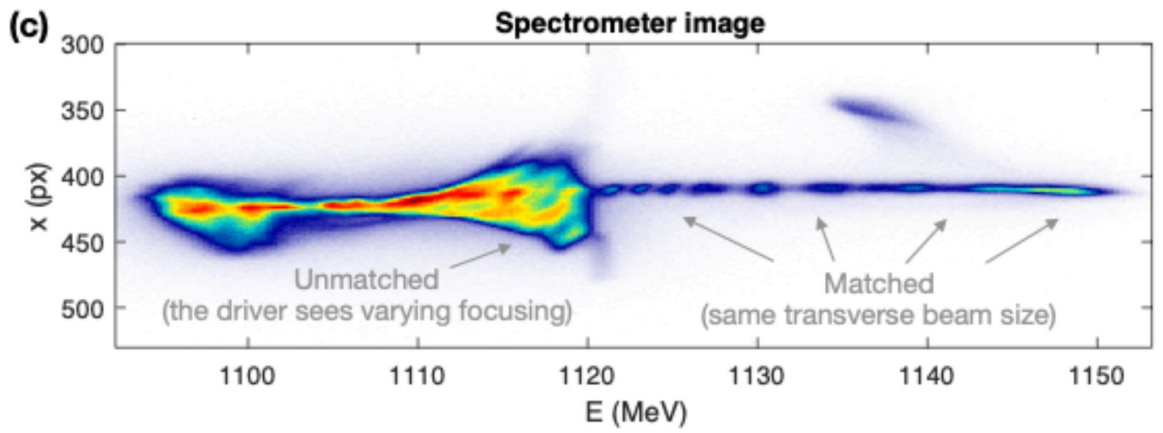 (c)
Spectrometer image
300
350
400
450
500
x (px)
Unmatched
(the driver sees varying focusing)
Matched
(same transverse beam size)
1100 1110 1120 1130 1140 1150
E (MeV)